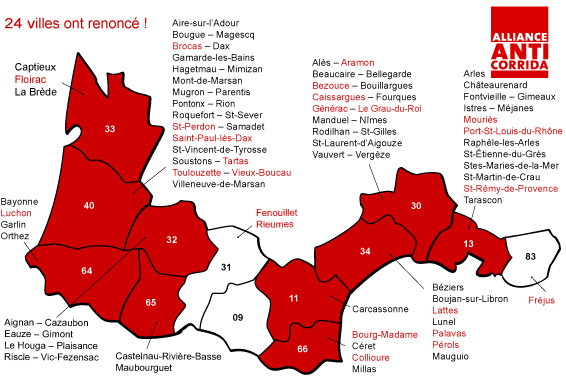 24 villes ont renoncé !
ALLIANCE
ANTI
CORRIDA
Captieux
Floirac
La Brède
Aire-sur-l'Adour
Bougue – Magescq
Brocas – Dax
Gamarde-les-Bains
Hagetmau – Mimizan
Mont-de-Marsan
Mugron – Parentis
Pontonx – Rion
Roquefort – St-Sever
St-Perdon – Samadet
Saint-Paul-lès-Dax
St-Vincent-de-Tyrosse
Soustons – Tartas
Toulouzette – Vieux-Boucau
Villeneuve-de-Marsan
Alès – Aramon
Beaucaire – Bellegarde
Bezouce – Bouillargues
Caissargues – Fourques
Générac – Le Grau-du-Roi
Manduel – Nîmes
Rodilhan – St-Gilles
St-Laurent-d'Aigouze
Vauvert – Vergèze
Arles
Châteaurenard
Fontvieille – Gimeaux
Istres – Méjanes
Mouriés
Port-St-Louis-du-Rhône
Raphèle-les-Arles
St-Étienne-du-Grès
Stes-Maries-de-la-Mer
St-Martin-de-Crau
St-Rémy-de-Provence
Tarascon
Bayonne
Luchon
Garlin
Orthez
Fenouillet
Rieumes
33
40
64
32
65
31
09
11
66
34
30
13
83
Aignan – Cazaubon
Eauze – Gimont
Le Houga – Plaisance
Riscle – Vic-Fezensac
Castelnau-Rivière-Basse
Maubourguet
Carcassonne
Bourg-Madame
Céret
Collioure
Millas
Béziers
Boujan-sur-Libron
Lattes
Lunel
Palavas
Pérols
Mauguio
Fréjus